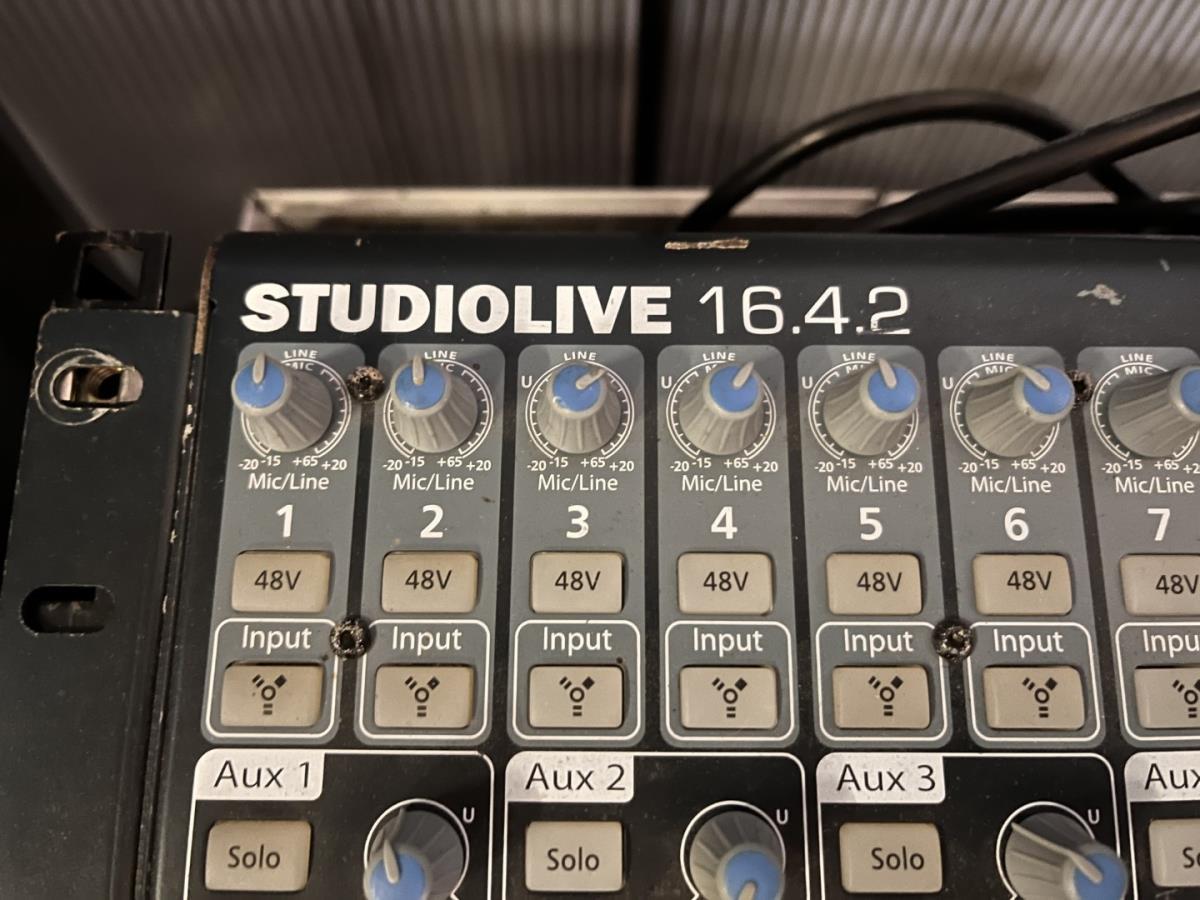 STUDIOLIVE 16.4.2
LINE LINE LINE LINE LINE LINE LINE
MIC MIC MIC
U U U U
-20 -15 +65 +20 -20 -15 +65 +20 -20 -15 +65 +20 -20 -15 +65 +20 -20 -15 +65 +20 -20 -15 +65 +20 -20 -15 +65
Mic/Line Mic/Line Mic/Line Mic/Line Mic/Line Mic/Line Mic/Line
1 2 3 4 5 6 7
48V 48V 48V 48V 48V 48V 48V
Input Input Input Input Input Input
Aux 1 Aux 2 Aux 3 Aux
U U U
Solo Solo Solo